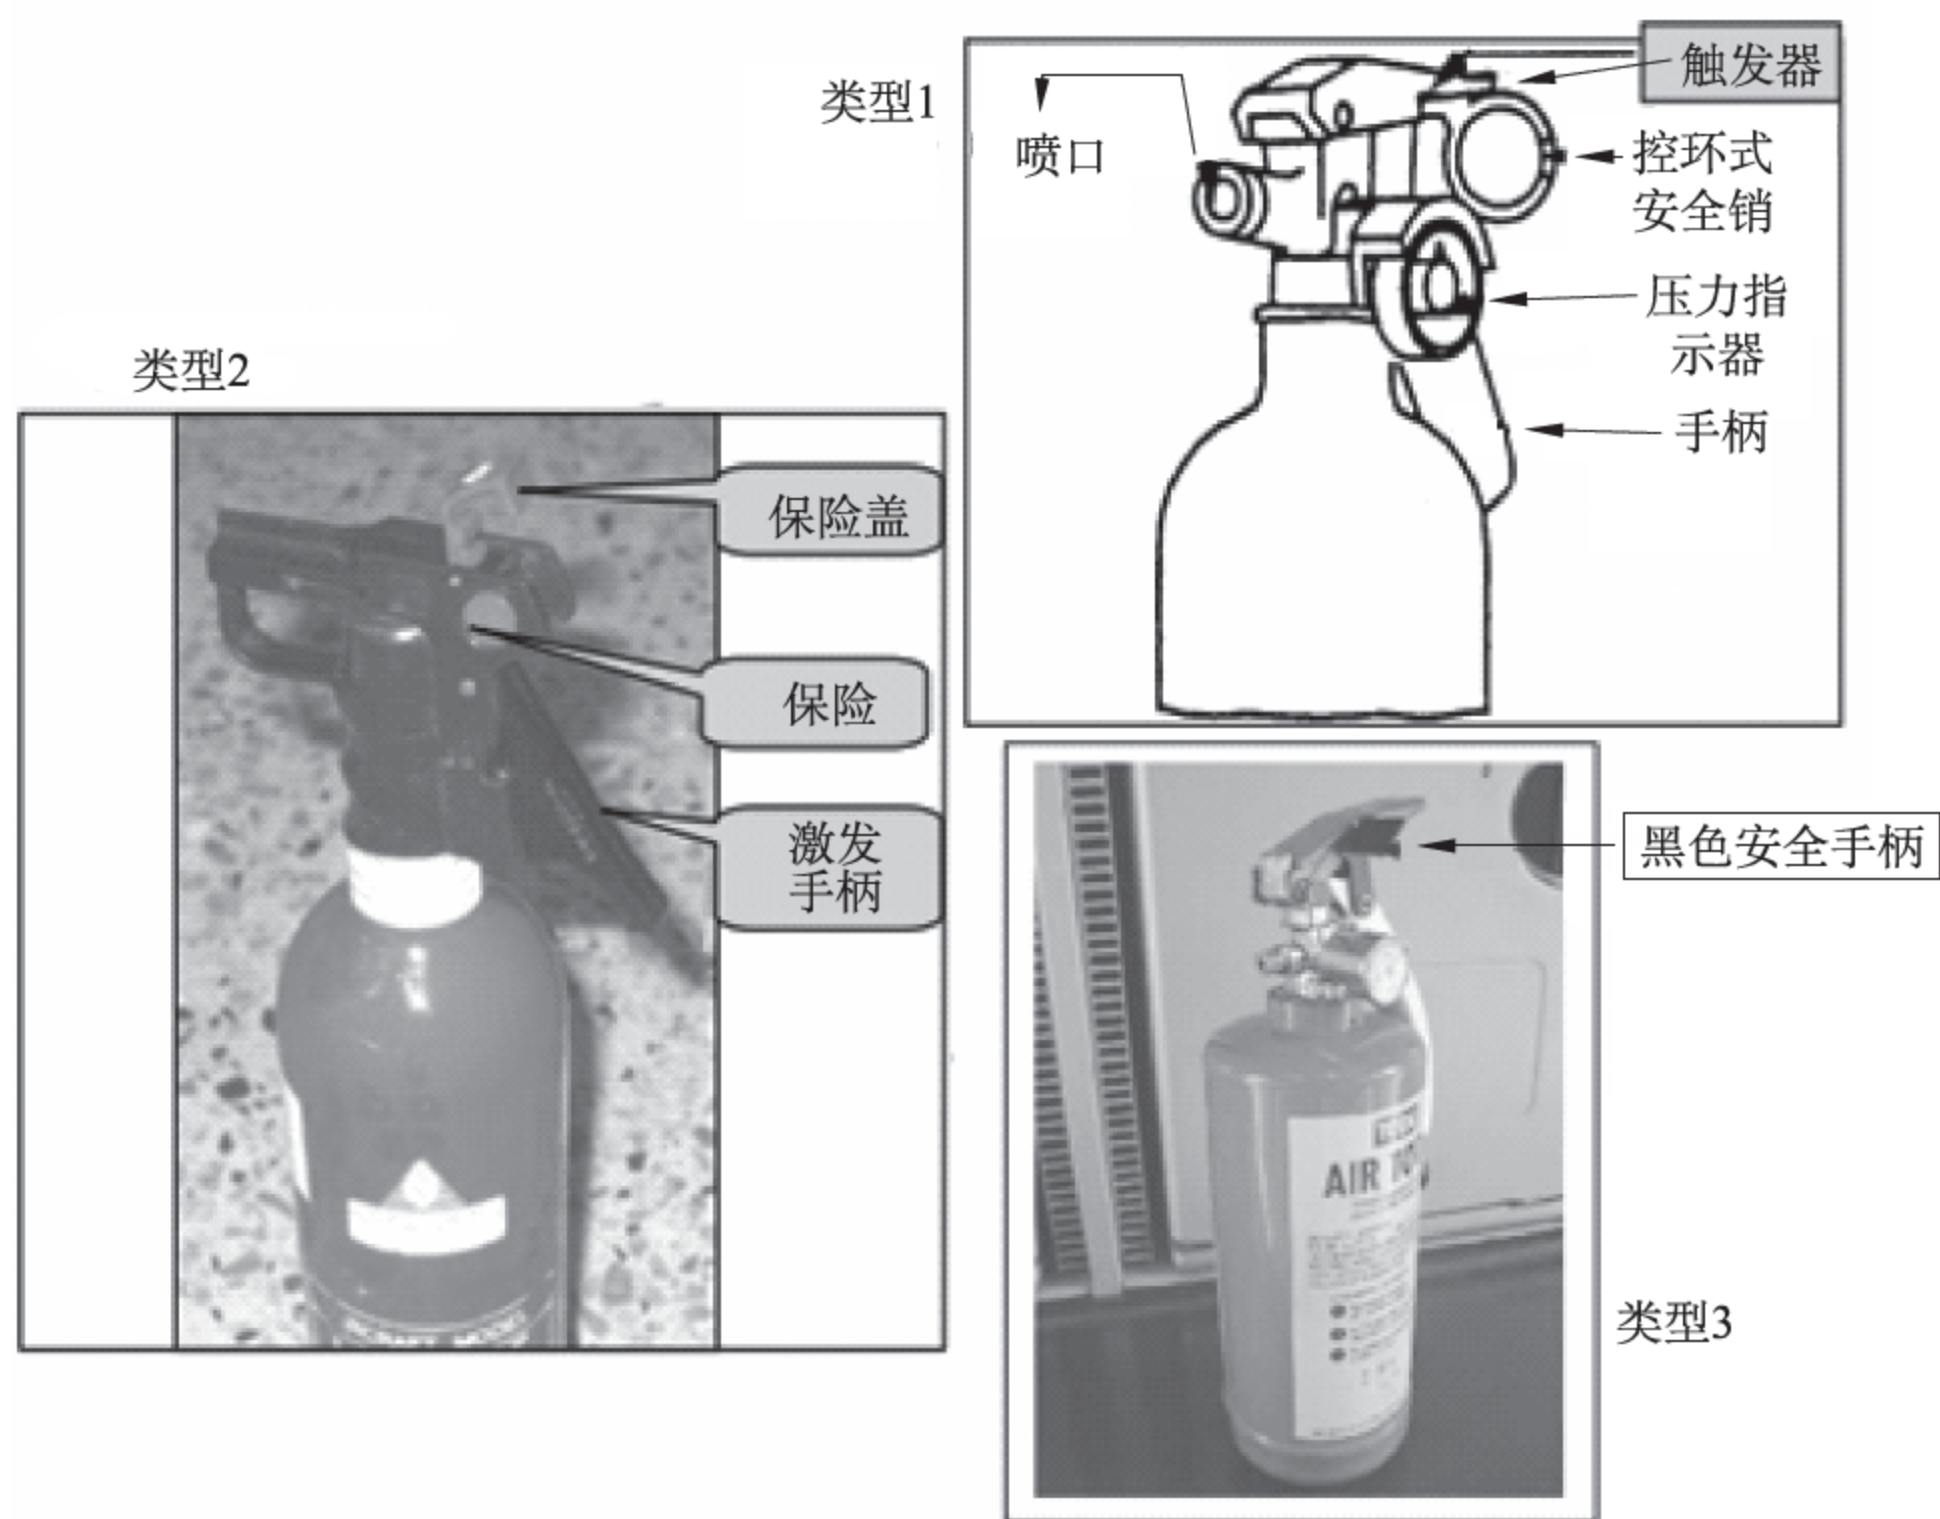 类型1
触发器
喷口
控环式
安全销
压力指
示器
手柄
类型2
保险盖
保险
激发
手柄
黑色安全手柄
AIR
类型3